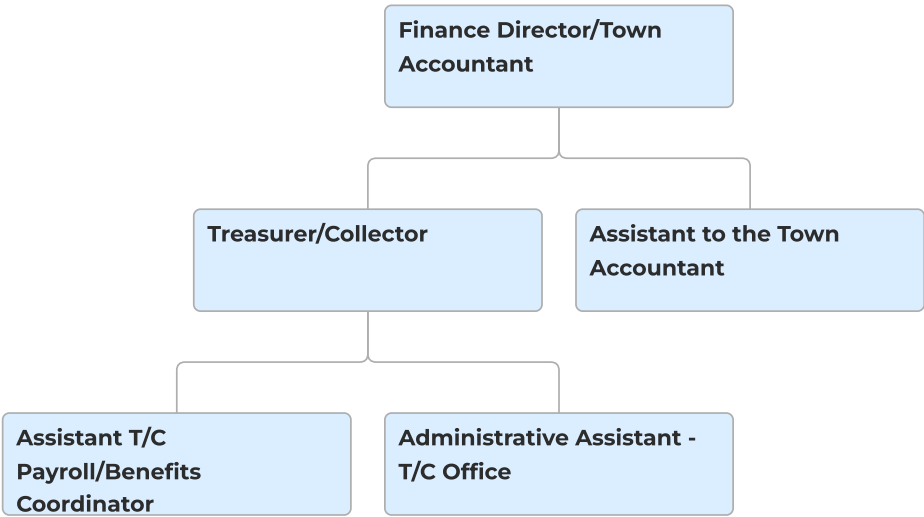 Finance Director/Town
Accountant
Treasurer/Collector
Assistant to the Town
Accountant
Assistant T/C
Payroll/Benefits
Coordinator
Administrative Assistant -
T/C Office